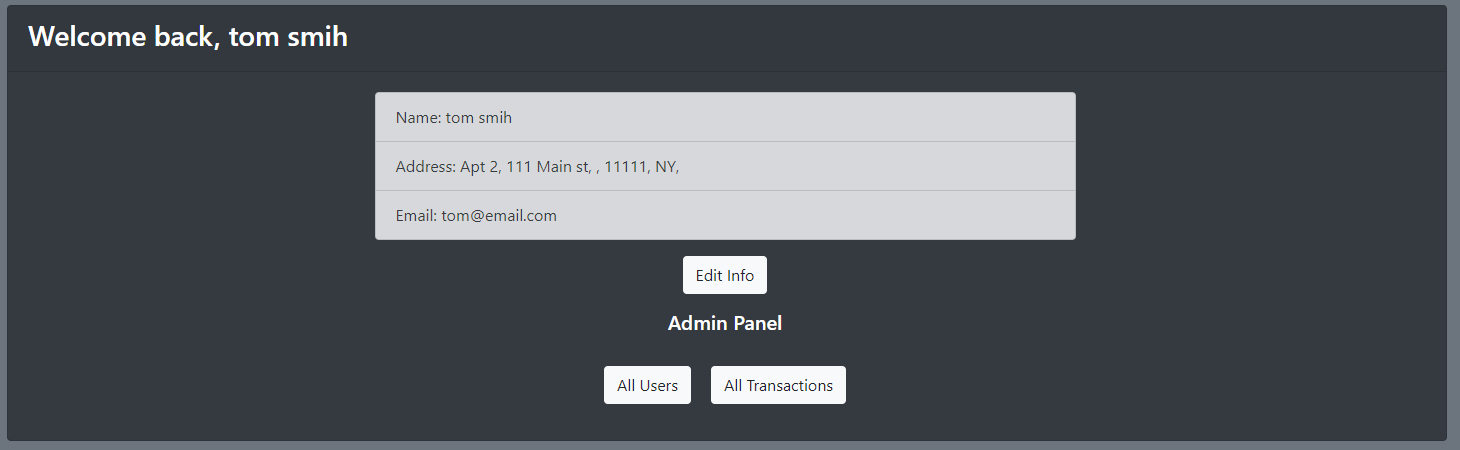 Welcome back, tom smih
Name: tom smih
Address: Apt 2, 111 Main st, , 11111, NY,
Email: tom@email.com
Edit Info
Admin Panel
All Users All Transactions